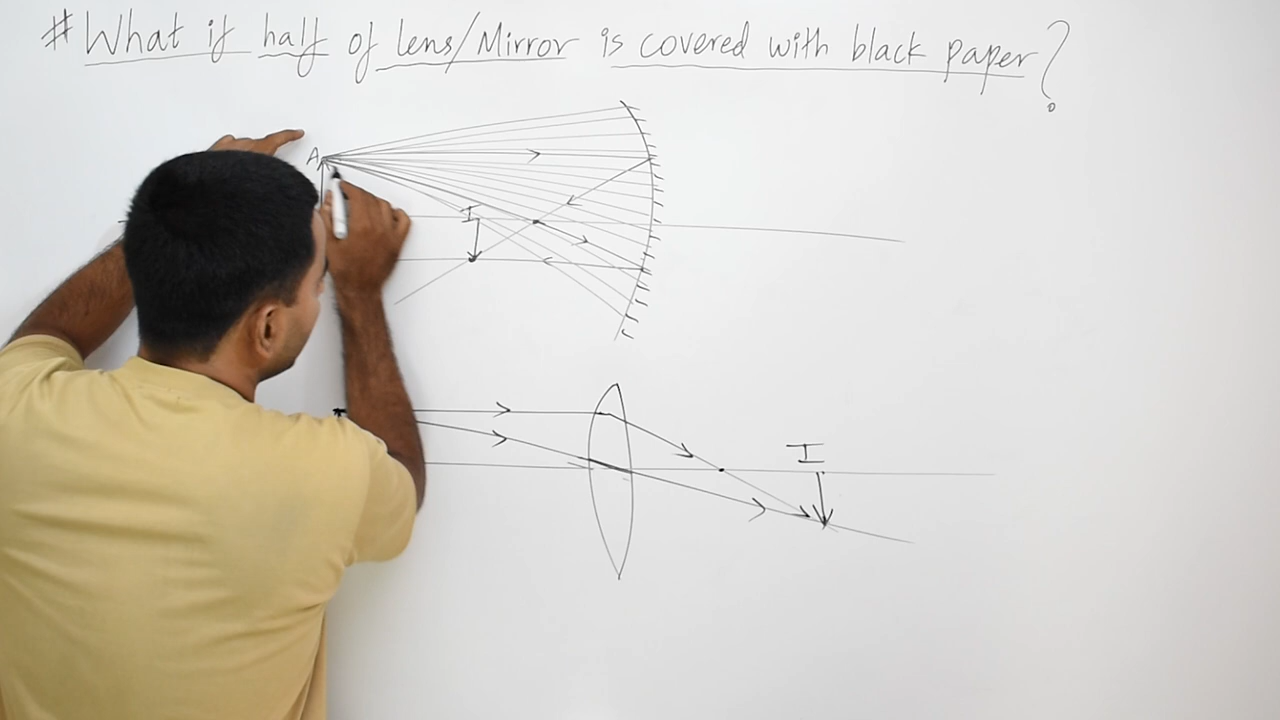 # What if half of lens/Mirror is covered with black paper?
A
I
I